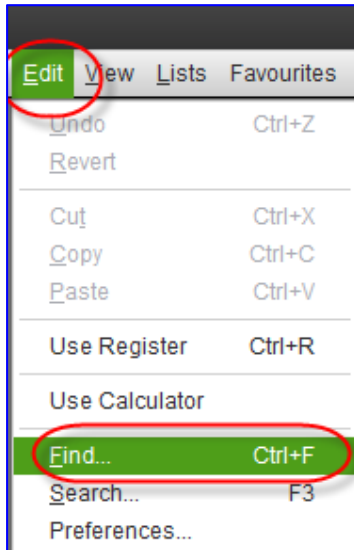 Edit View Lists Favourites
Undo Ctrl+Z
Revert
Cut Ctrl+X
Copy Ctrl+C
Paste Ctrl+V
Use Register Ctrl+R
Use Calculator
Find... Ctrl+F
Search... F3
Preferences...